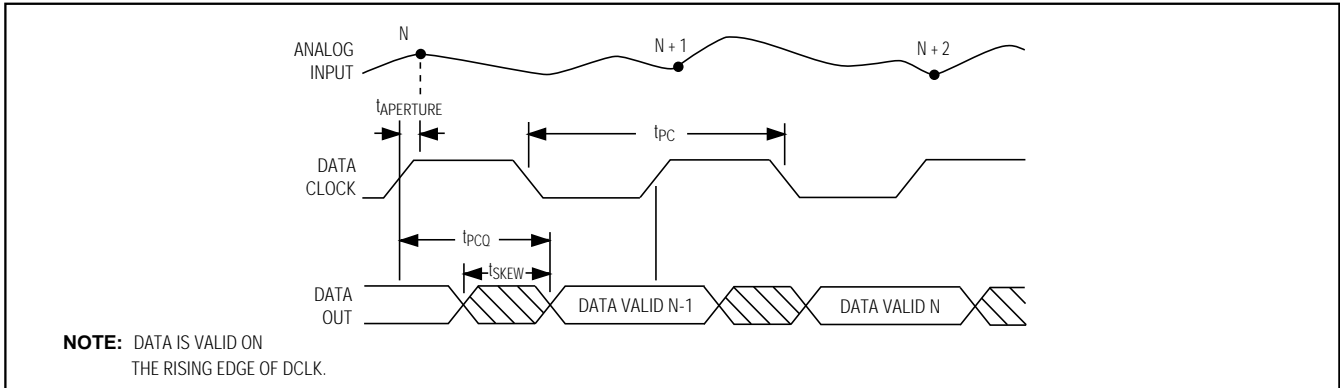 N
N + 1
N + 2
ANALOG
INPUT
tAPERTURE
tPC
DATA
CLOCK
tPCQ
tSKEW
DATA
OUT
DATA VALID N-1
DATA VALID N
NOTE: DATA IS VALID ON
THE RISING EDGE OF DCLK.